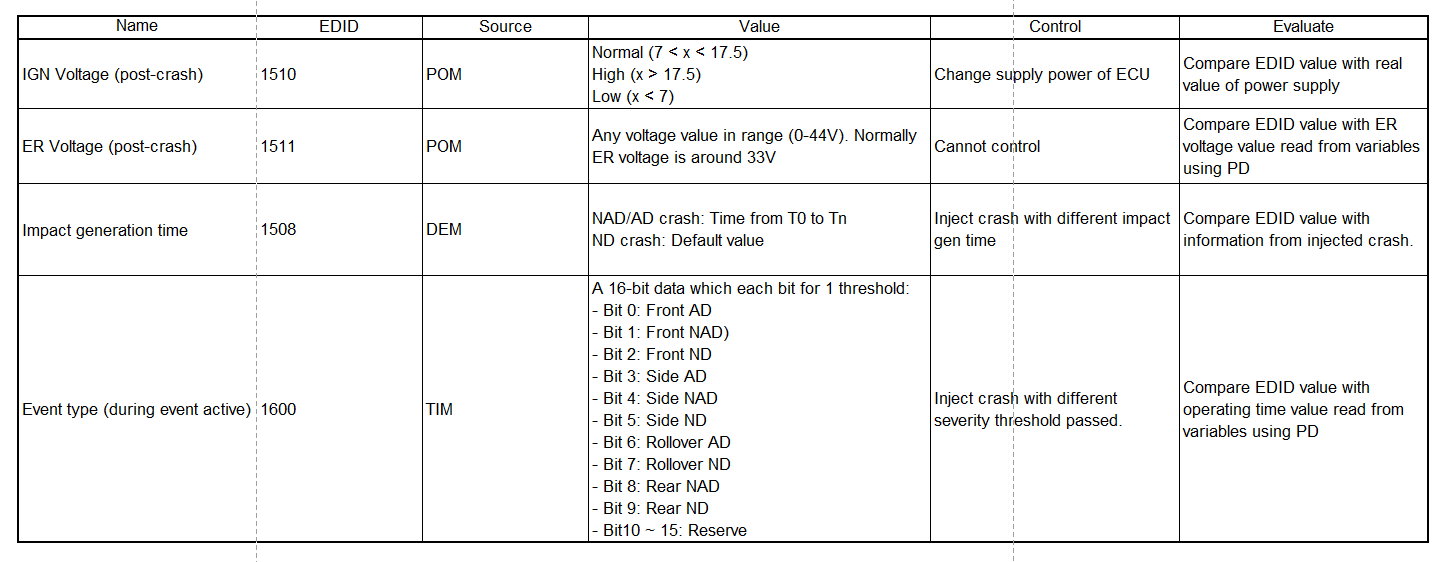 Name EDID Source Value Control Evaluate
IGN Voltage (post-crash) 1510 POM
Normal (7 < x < 17.5)
High (x > 17.5)
Low (x < 7)
Change supply power of ECU
Compare EDID value with real
value of power supply
ER Voltage (post-crash) 1511 POM
Any voltage value in range (0-44V). Normally
ER voltage is around 33V
Cannot control
Compare EDID value with ER
voltage value read from variables
using PD
Impact generation time 1508 DEM
NAD/AD crash: Time from T0 to Tn
ND crash: Default value
Inject crash with different impact
gen time
Compare EDID value with
information from injected crash.
Event type (during event active) 1600 TIM
A 16-bit data which each bit for 1 threshold:
- Bit 0: Front AD
- Bit 1: Front NAD)
- Bit 2: Front ND
- Bit 3: Side AD
- Bit 4: Side NAD
- Bit 5: Side ND
- Bit 6: Rollover AD
- Bit 7: Rollover ND
- Bit 8: Rear NAD
- Bit 9: Rear ND
- Bit10 ~ 15: Reserve
Inject crash with different
severity threshold passed.
Compare EDID value with
operating time value read from
variables using PD